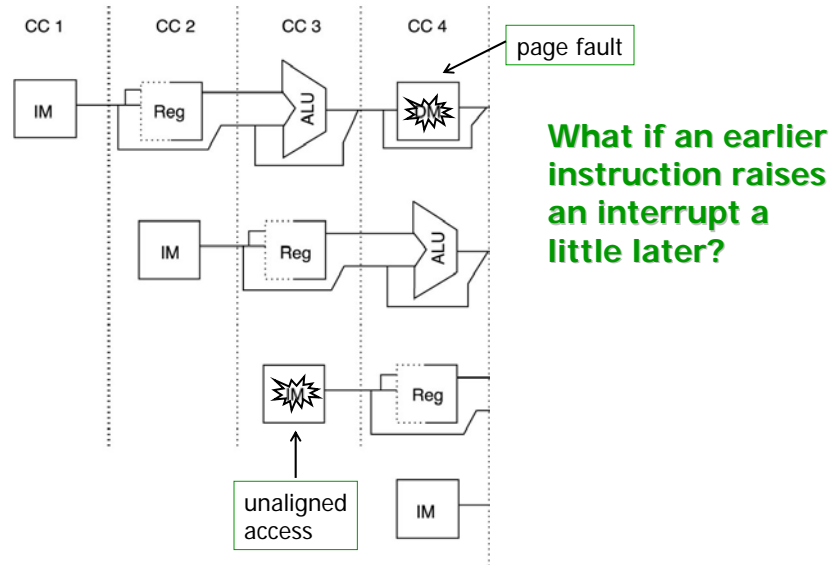 CC 1 CC 2 CC 3 CC 4
page fault
IM Reg ALU DM
What if an earlier
instruction raises
an interrupt a
little later?
IM Reg ALU
IM Reg
unaligned
access
IM